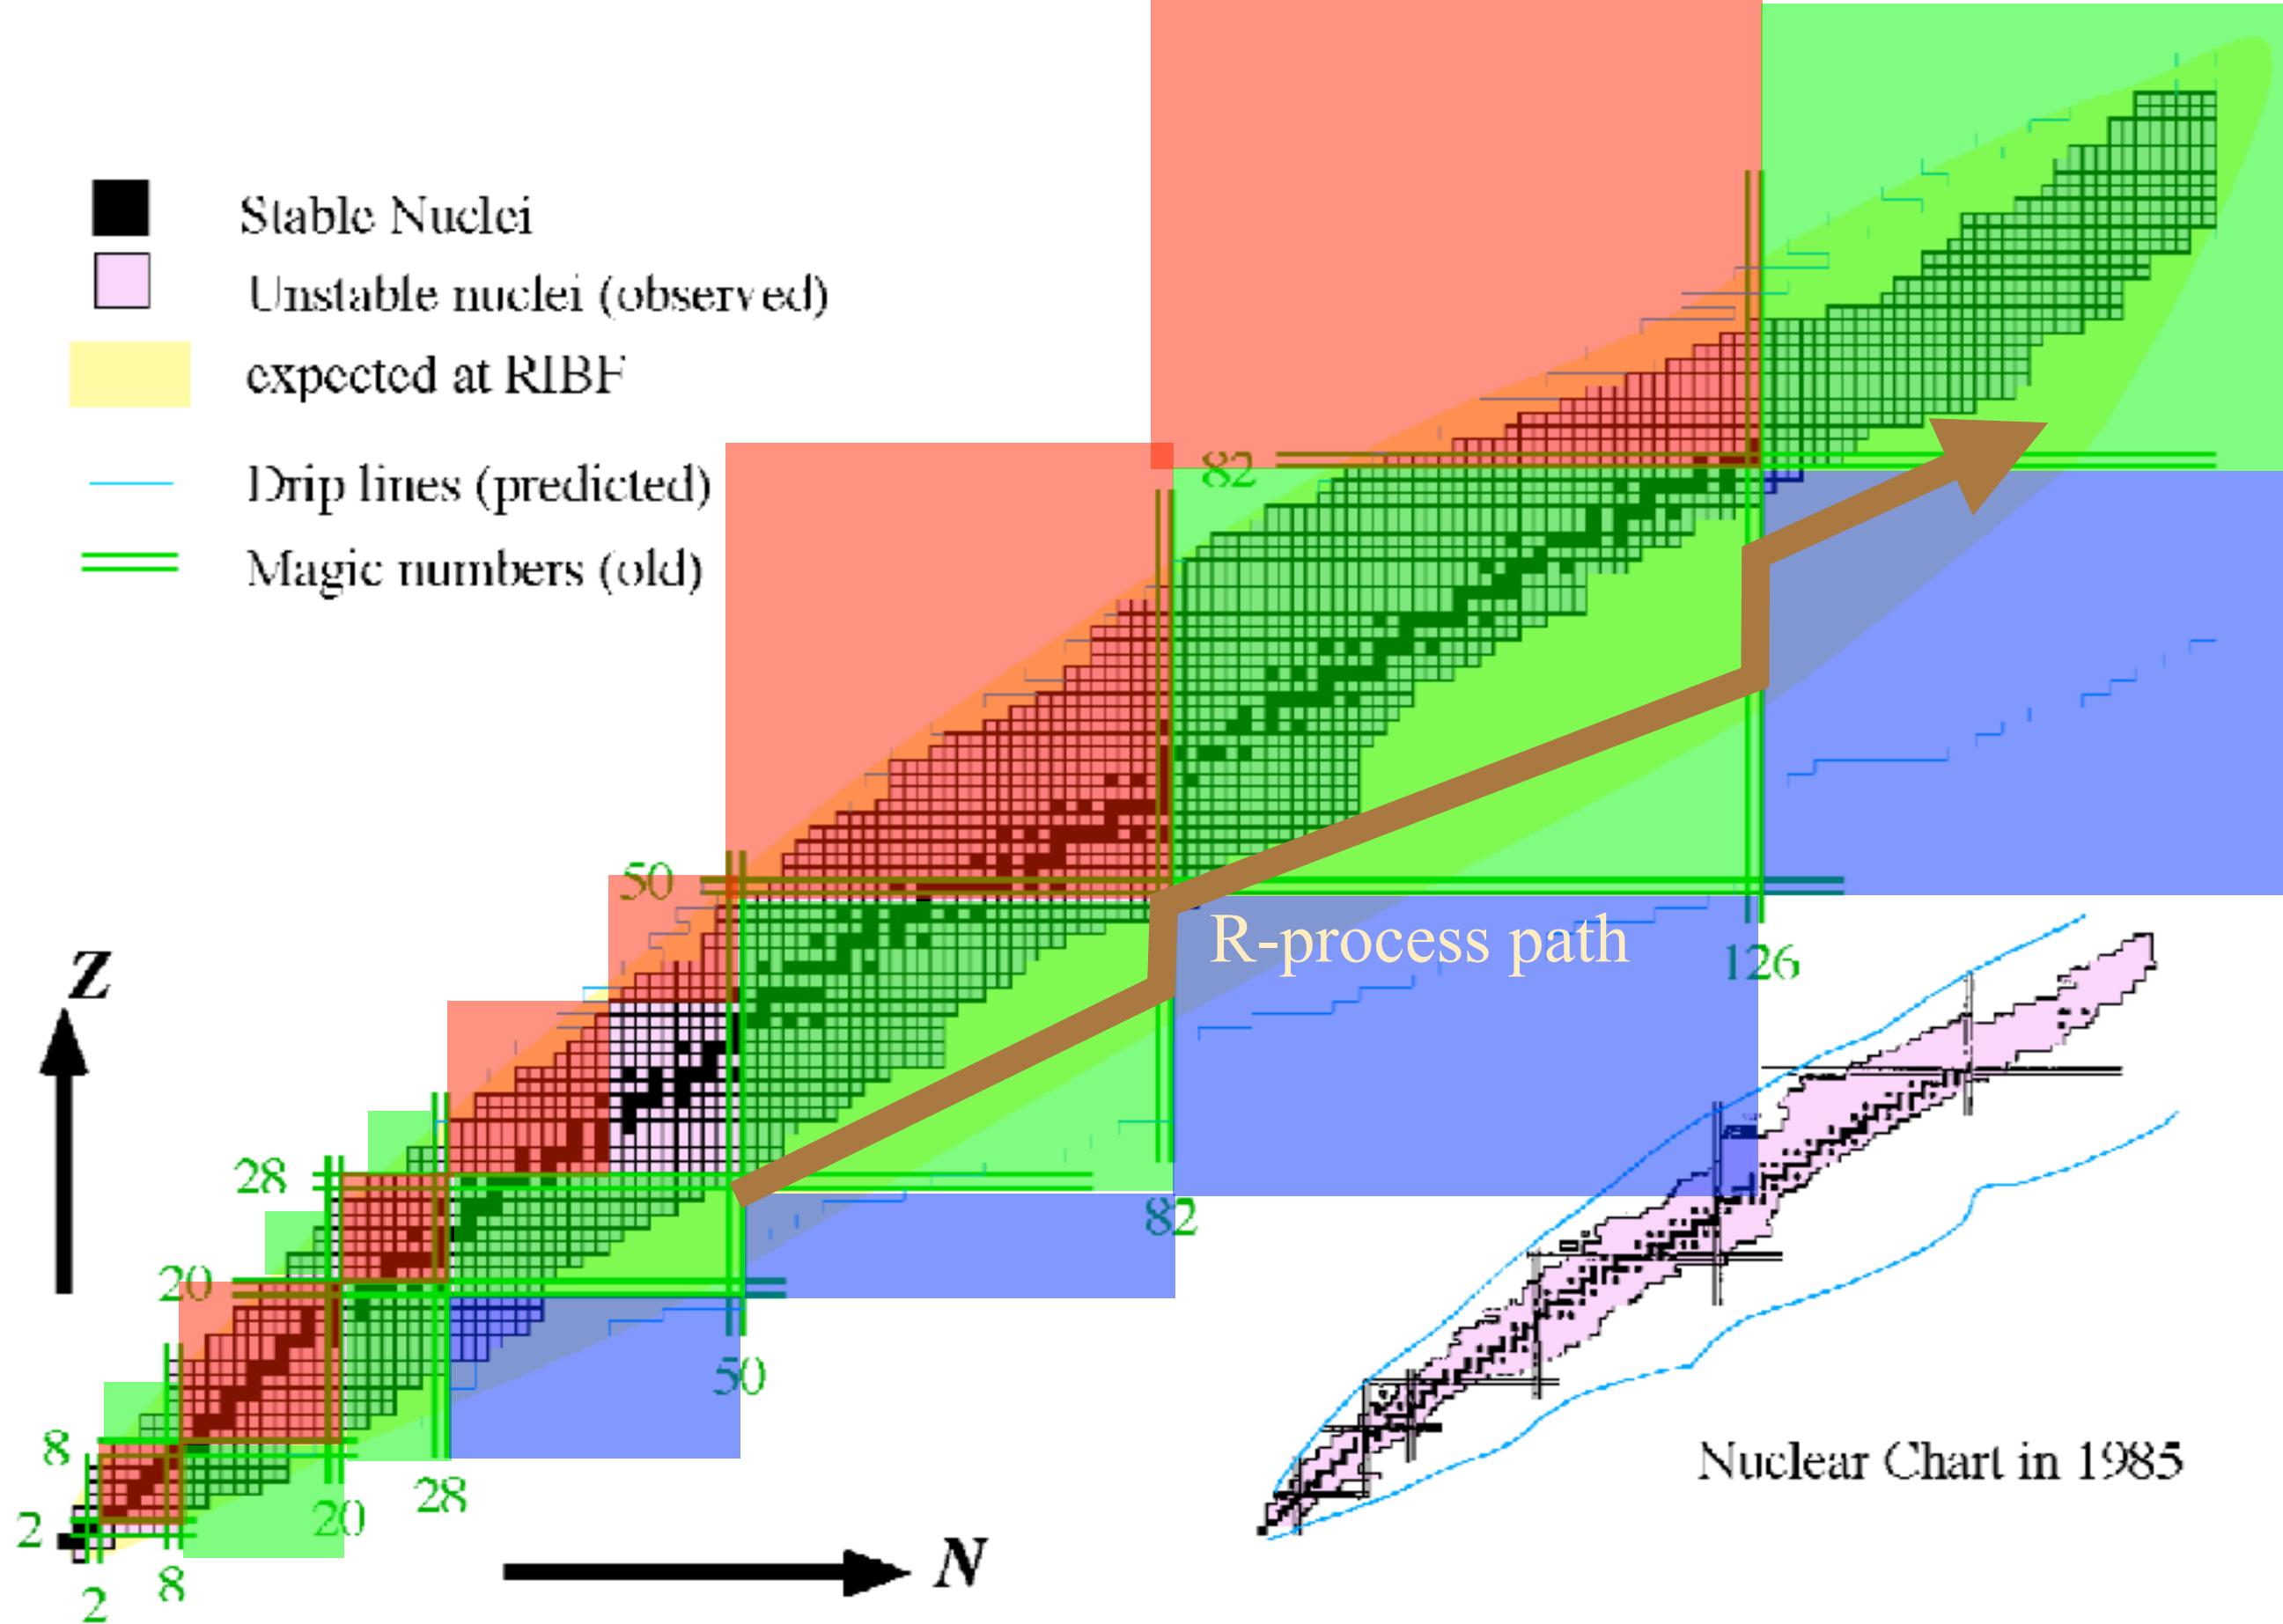 Stable Nuclei
Unstable nuclei (observed)
expected at RIBF
Drip lines (predicted)
Magic numbers (old)
82
50
R-process path
126
Z
28
82
20
50
8
28
20
2
8
2
N
Nuclear Chart in 1985